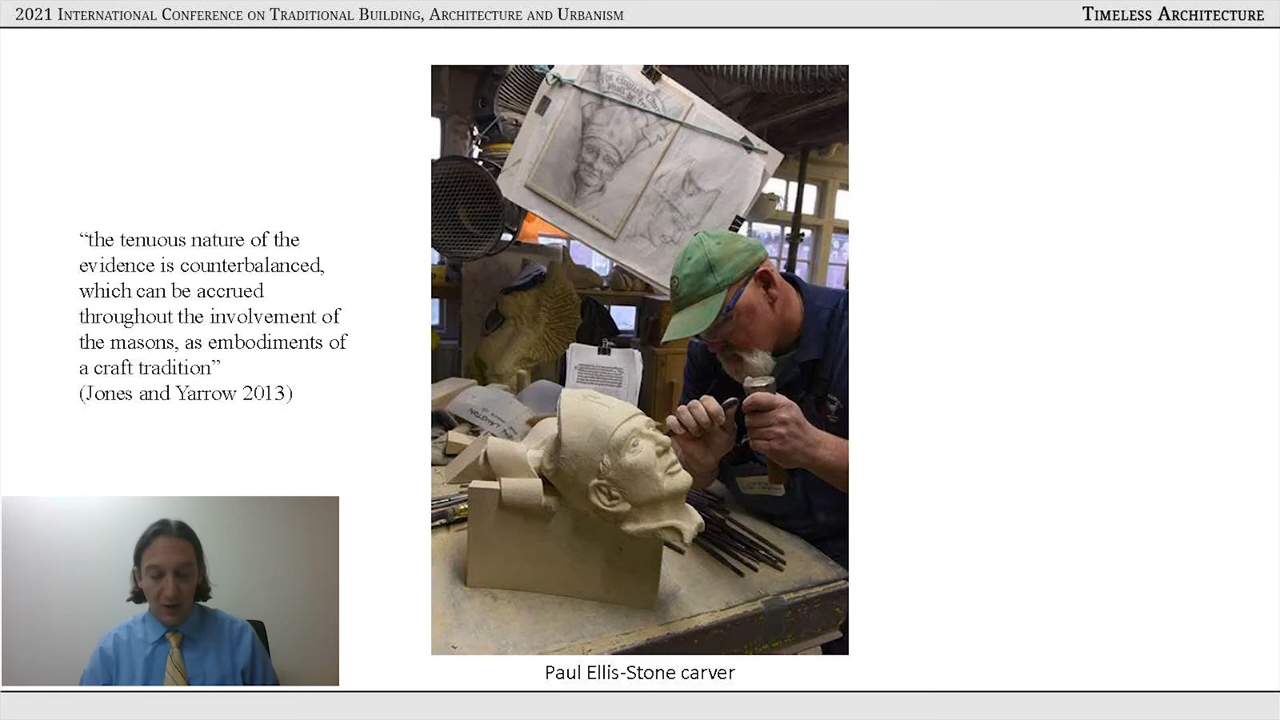 2021 International Conference on Traditional Building, Architecture and Urbanism
Timeless Architecture
“the tenuous nature of the
evidence is counterbalanced,
which can be accrued
throughout the involvement of
the masons, as embodiments of
a craft tradition”
(Jones and Yarrow 2013)
Paul Ellis-Stone carver